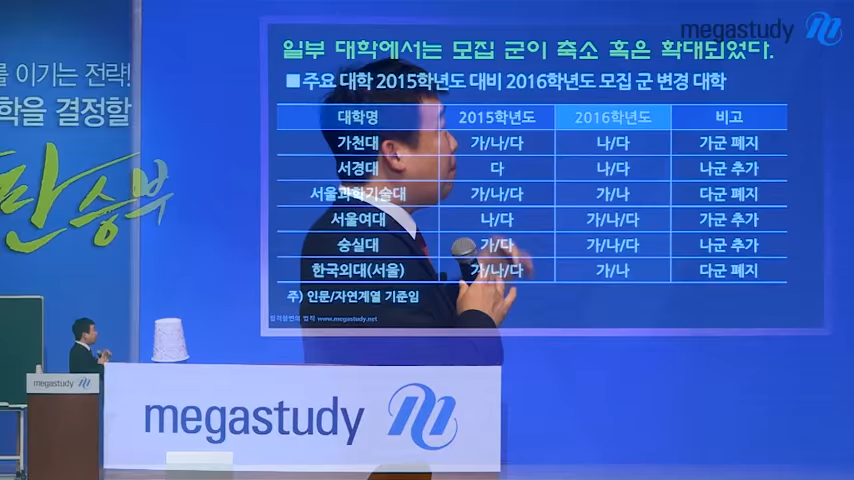 megastudy
를 이기는 전략!
학을 결정할
탄 승부
일부 대학에서는 모집 군이 축소 혹은 확대되었다.
■주요 대학 2015학년도 대비 2016학년도 모집 군 변경 대학
대학명 2015학년도 2016학년도 비고
가천대 가/나/다 나/다 가군 폐지
서경대 다 나/다 나군 추가
서울과학기술대 가/나/다 가/나 다군 폐지
서울여대 나/다 가/나/다 가군 추가
숭실대 가/다 가/나/다 나군 추가
한국외대(서울) 가/나/다 가/나 다군 폐지
주) 인문/자연계열 기준임
www.megastudy.net
megastudy
megastudy